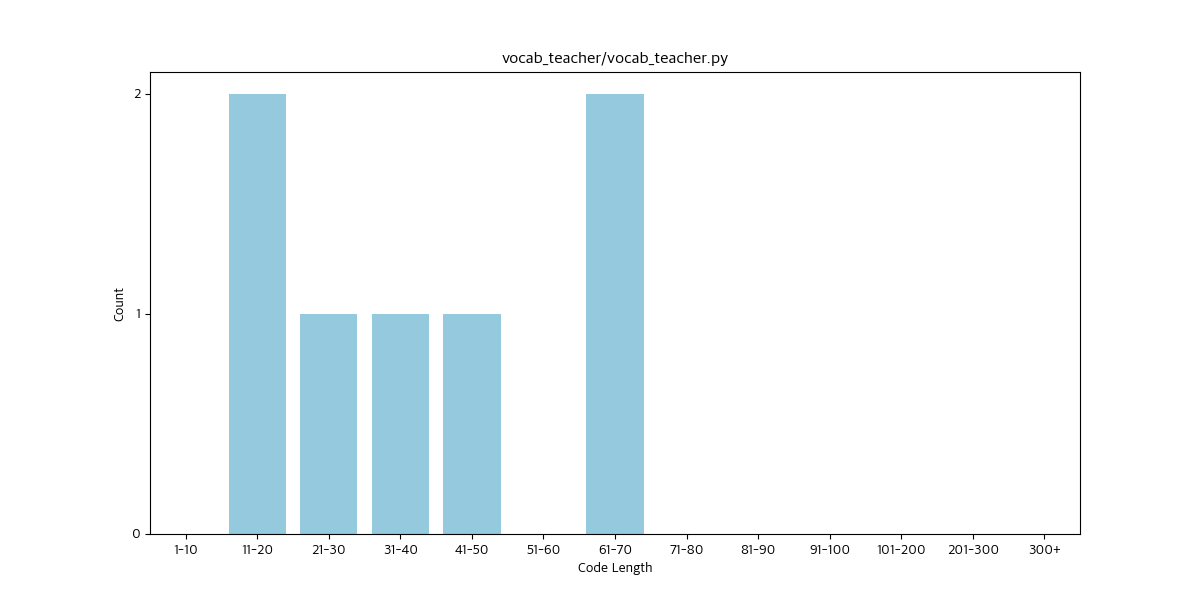 vocab_teacher/vocab_teacher.py
Count
2
1
0
1-10 11-20 21-30 31-40 41-50 51-60 61-70 71-80 81-90 91-100 101-200 201-300 300+
Code Length